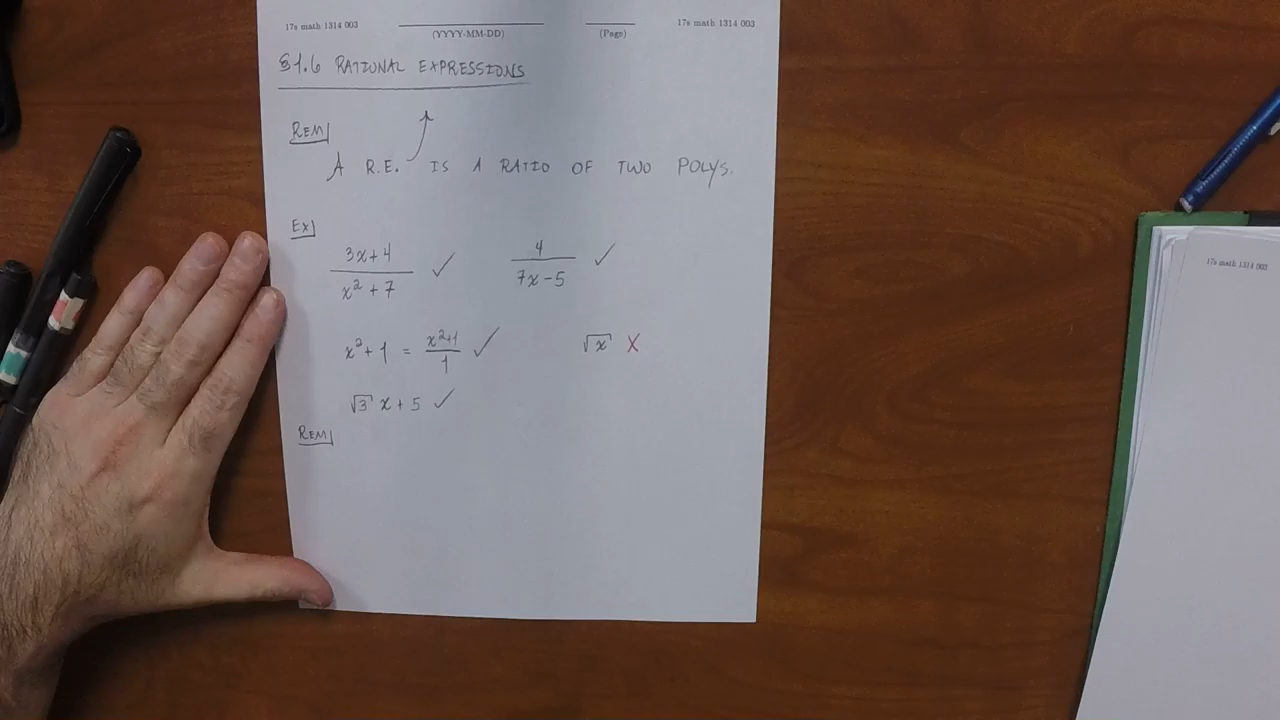 17s math 1314 003 (YYYY-MM-DD) (Page) 17s math 1314 003
§1.6 RATIONAL EXPRESSIONS
REM
A R.E. IS A RATIO OF TWO POLYS.
EX
3x+4 / x²+7 ✓ 4 / 7x-5 ✓
x²+1 = x²+1 / 1 ✓ √x X
√3 x+5 ✓
REM
17s math 1314 003